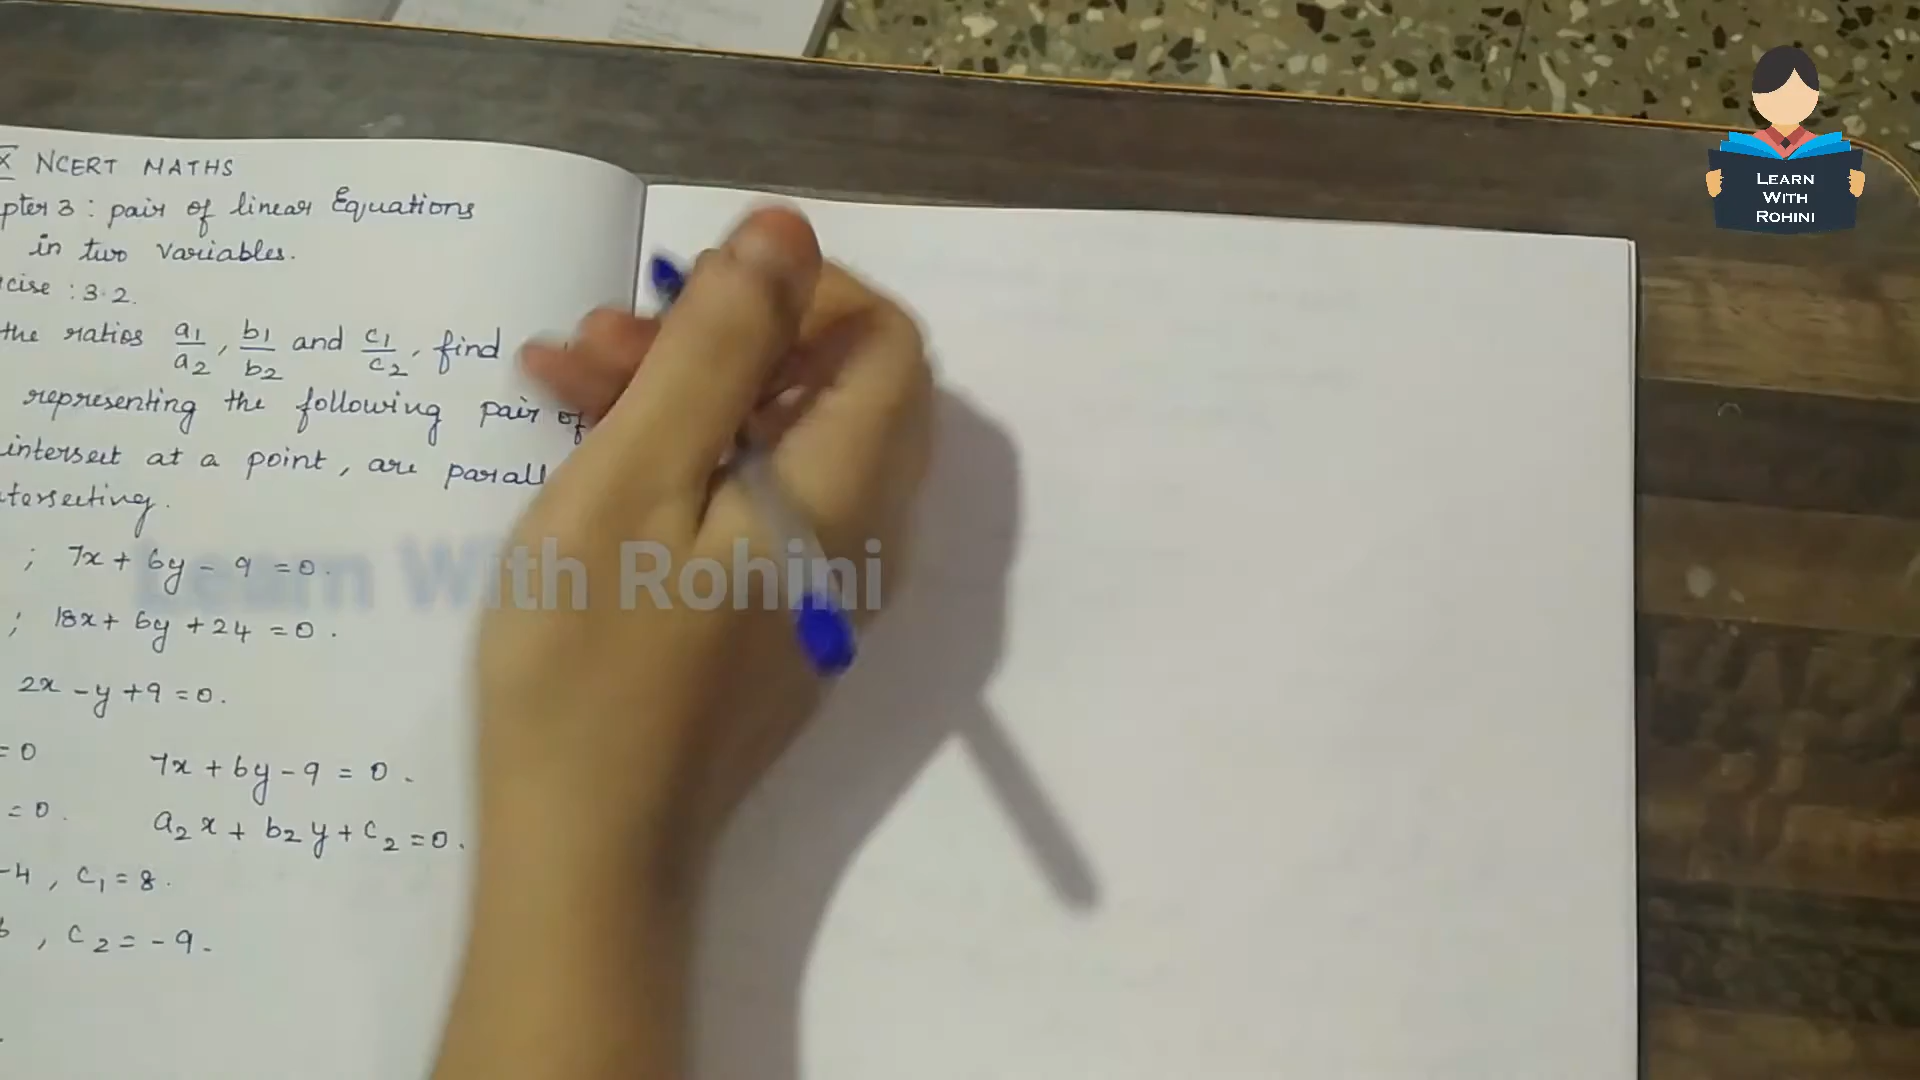 X NCERT MATHS
pter 3 : pair of linear Equations
in two variables.
cise : 3.2.
the ratios a1/a2, b1/b2 and c1/c2, find
representing the following pair of
intersect at a point, are parall
tersecting.
; 7x + 6y - 9 = 0.
; 18x + 6y + 24 = 0.
2x - y + 9 = 0.
= 0 7x + 6y - 9 = 0.
= 0. a2x + b2y + c2 = 0.
-4, c1 = 8.
, c2 = -9.
Learn With Rohini
LEARN
WITH
ROHINI